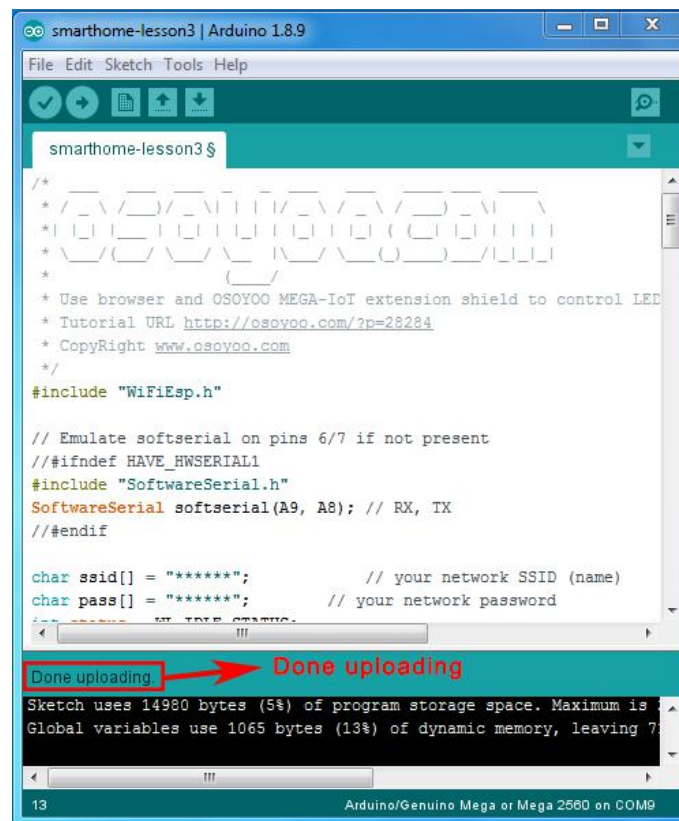 smarthome-lesson3 | Arduino 1.8.9
File Edit Sketch Tools Help
smarthome-lesson3 §
/*
* osoyoo.com
* Use browser and OSOYOO MEGA-IoT extension shield to control LED
* Tutorial URL http://osoyoo.com/?p=28284
* CopyRight www.osoyoo.com
*/
#include "WiFiEsp.h"
// Emulate softserial on pins 6/7 if not present
//#ifndef HAVE_HWSERIAL1
#include "SoftwareSerial.h"
SoftwareSerial softserial(A9, A8); // RX, TX
//#endif
char ssid[] = "******"; // your network SSID (name)
char pass[] = "******"; // your network password
Done uploading. Done uploading
Sketch uses 14980 bytes (5%) of program storage space. Maximum is
Global variables use 1065 bytes (13%) of dynamic memory, leaving
13 Arduino/Genuino Mega or Mega 2560 on COM9